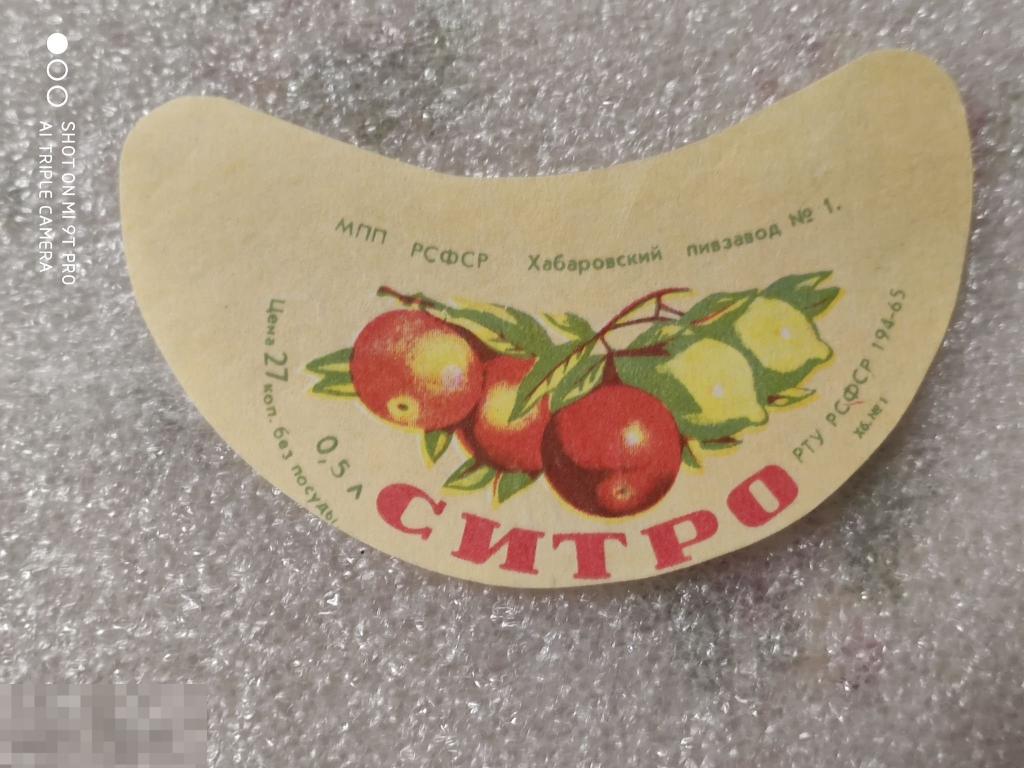 МПП РСФСР Хабаровский пивзавод № 1.
Цена 27 коп. без посуды
0,5 л
СИТРО
РТУ РСФСР 194-65
Хб. № 1
SHOT ON MI 9T PRO
AI TRIPLE CAMERA